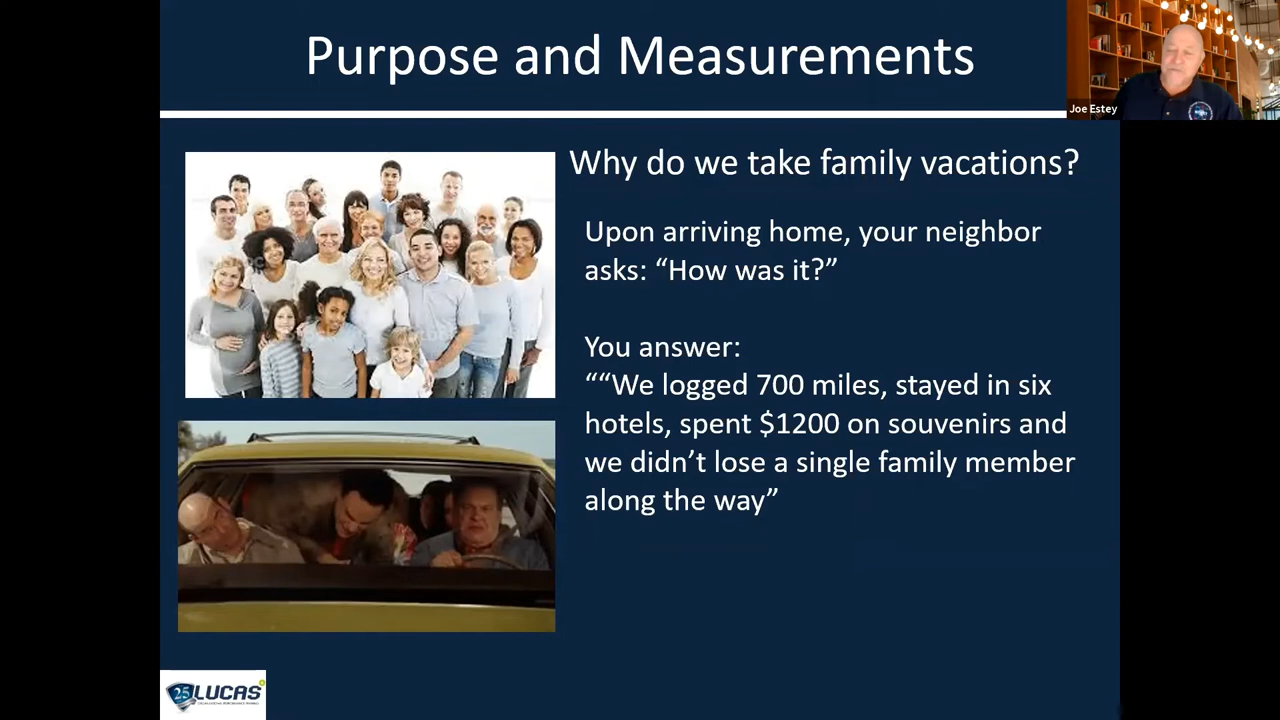 Purpose and Measurements
Joe Estey
Why do we take family vacations?
Upon arriving home, your neighbor
asks: “How was it?”
You answer:
““We logged 700 miles, stayed in six
hotels, spent $1200 on souvenirs and
we didn’t lose a single family member
along the way”
25 LUCAS